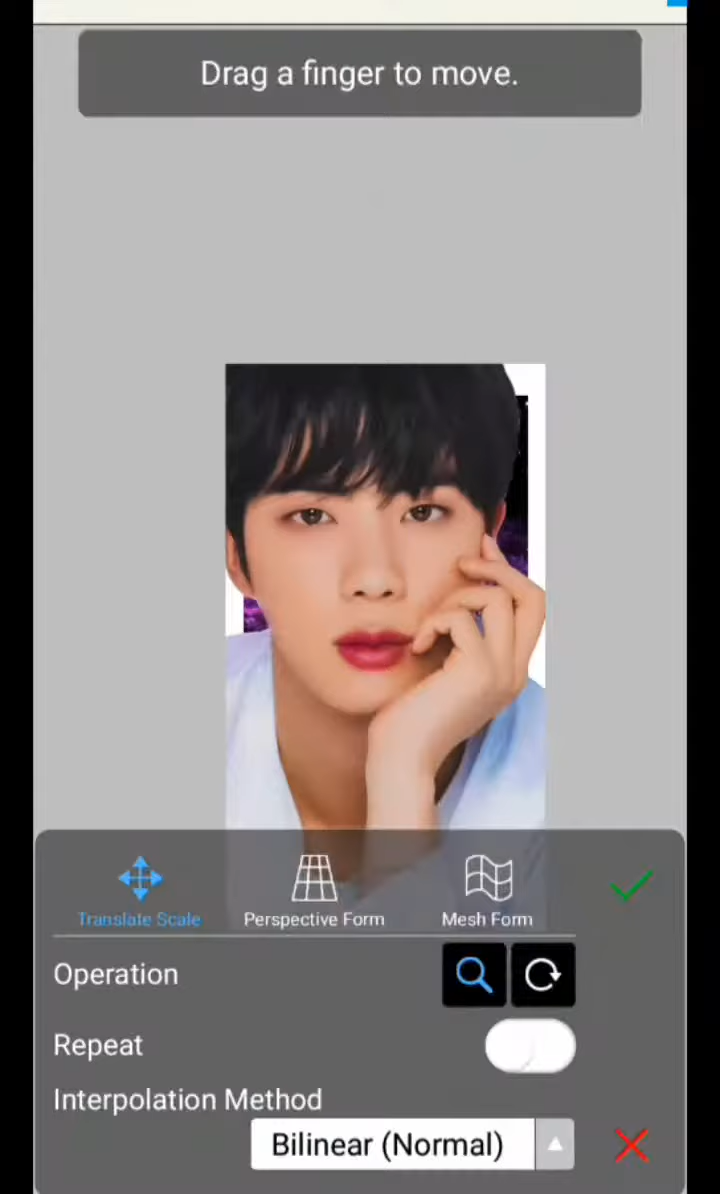 Drag a finger to move.
Translate Scale
Perspective Form
Mesh Form
Operation
Repeat
Interpolation Method
Bilinear (Normal)